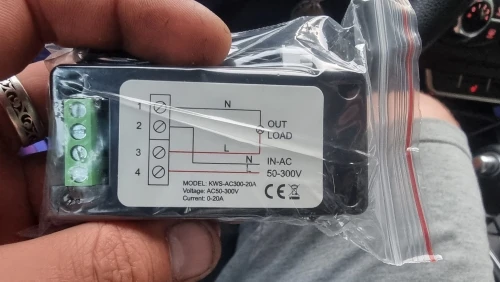 1
N
OUT
LOAD
2
3
L
N
IN-AC
4
L
50-300V
MODEL: KWS-AC300-20A
Voltage: AC50-300V
Current: 0-20A
CE